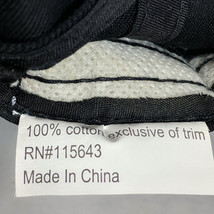 100% cotton exclusive of trim
RN#115643
Made In China